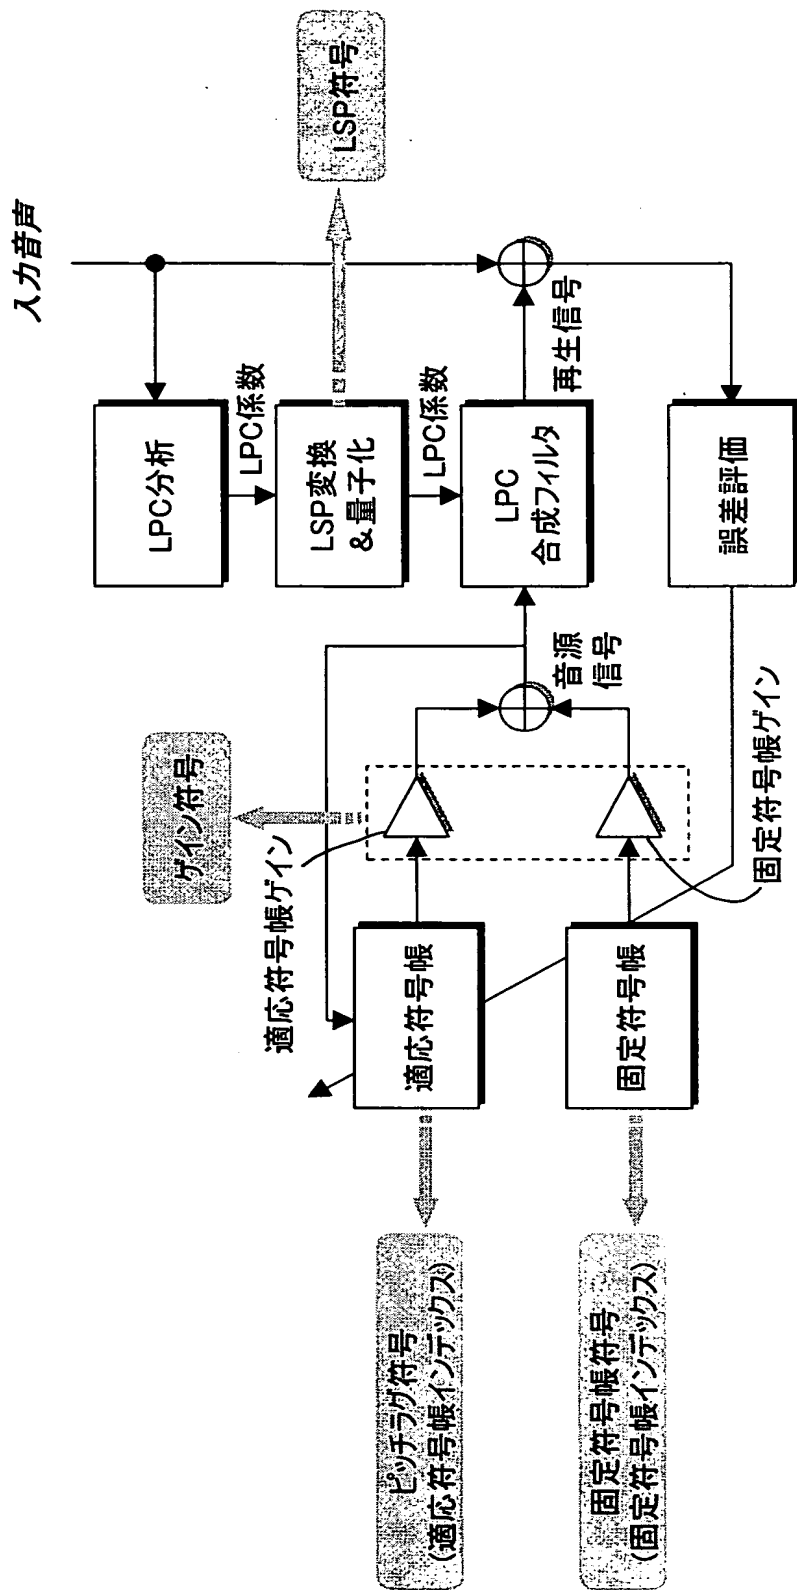 入力音声
LPC分析
LPC係数
LSP変換
&量子化
LSP符号
LPC係数
LPC
合成フィルタ
再生信号
誤差評価
音源
信号
ゲイン符号
適応符号帳ゲイン
固定符号帳ゲイン
適応符号帳
固定符号帳
ピッチラグ符号
(適応符号帳インデックス)
固定符号帳符号
(固定符号帳インデックス)